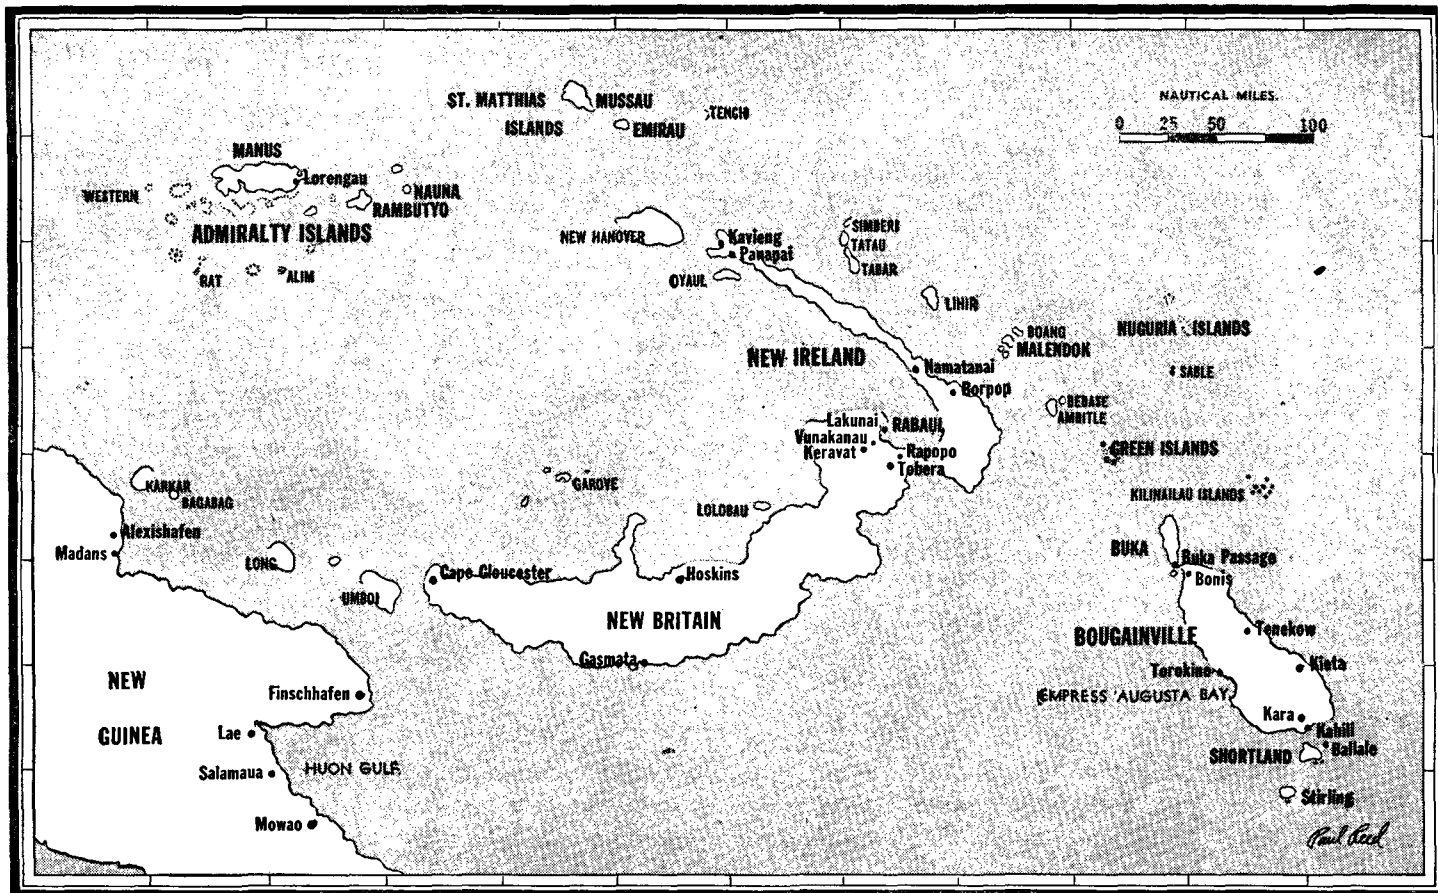 NAUTICAL MILES.
0 25 50 100
ST. MATTHIAS
ISLANDS
MUSSAU
EMIRAU
TENCH
MANUS
Lorengau
WESTERN
NAUNA
RAMBUTYO
ADMIRALTY ISLANDS
RAT
ALIM
NEW HANOVER
Kavieng
Panapai
DYAUL
SIMBERI
TATAU
TABAR
LIHIR
BOANG
MALENDOK
NUGURIA ISLANDS
SABLE
NEW IRELAND
Namatanai
Borpop
BEBASE
AMBITLE
Lakunai
RABAUL
Vunakanau
Keravat
Rapopo
Tobera
GREEN ISLANDS
KILINAILAU ISLANDS
KARKAR
BAGABAG
GAROVE
LOLOBAU
Alexishafen
Madans
LONG
UMBOI
Cape Gloucester
Hoskins
BUKA
Buka Passage
Bonis
NEW BRITAIN
Gasmata
BOUGAINVILLE
Tenekow
Torokina
Kieta
EMPRESS AUGUSTA BAY
Kara
Kahili
Ballale
SHORTLAND
Stirling
NEW
GUINEA
Finschhafen
Lae
Salamaua
HUON GULF
Mowao
Paul Reed